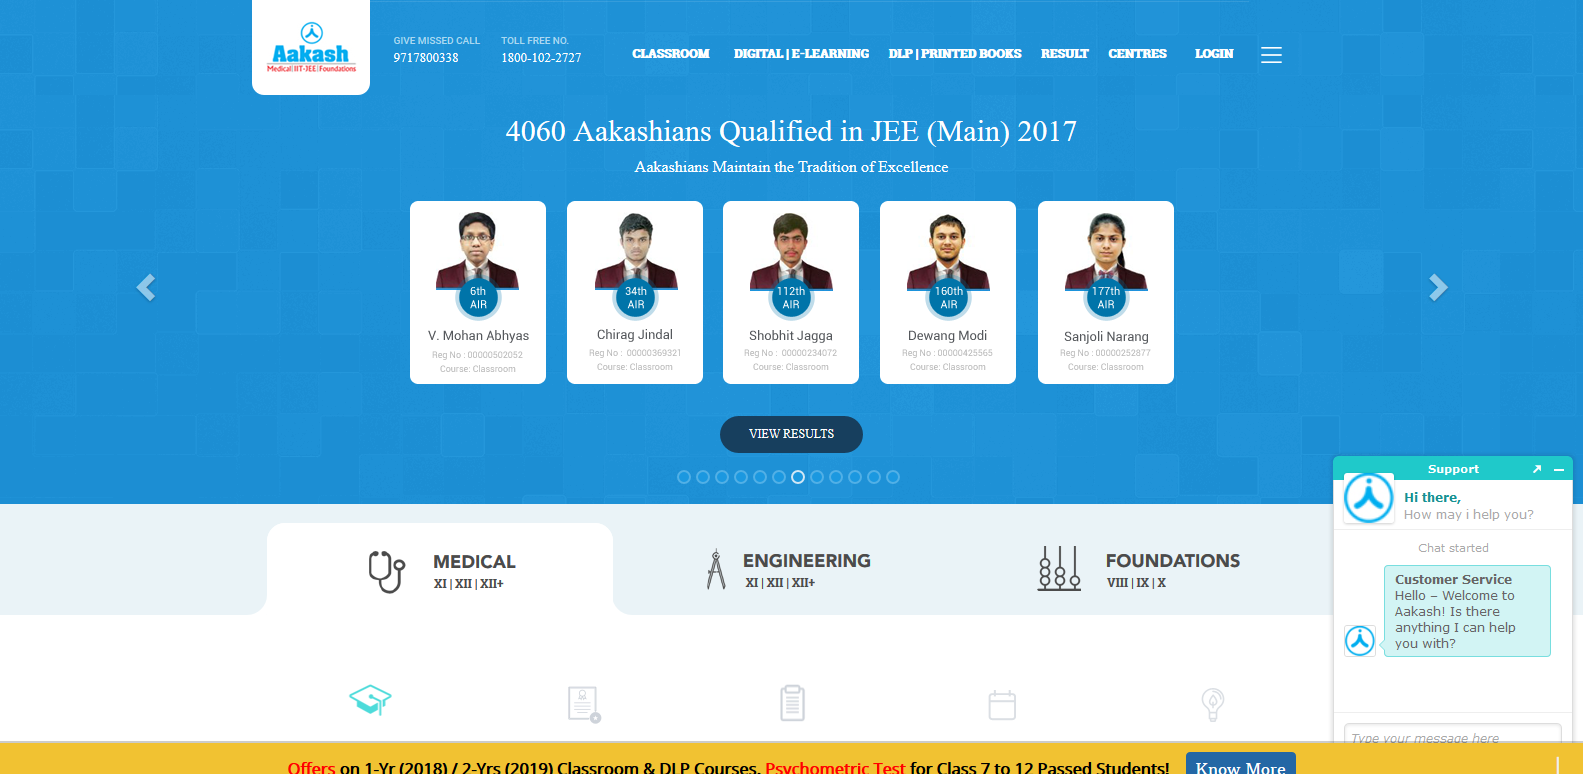 Aakash
Medical|IIT-JEE|Foundations
GIVE MISSED CALL
9717800338
TOLL FREE NO.
1800-102-2727
CLASSROOM
DIGITAL | E-LEARNING
DLP | PRINTED BOOKS
RESULT
CENTRES
LOGIN
4060 Aakashians Qualified in JEE (Main) 2017
Aakashians Maintain the Tradition of Excellence
6th
AIR
V. Mohan Abhyas
Reg No : 00000502052
Course: Classroom
34th
AIR
Chirag Jindal
Reg No : 00000369321
Course: Classroom
112th
AIR
Shobhit Jagga
Reg No : 00000234072
Course: Classroom
160th
AIR
Dewang Modi
Reg No : 00000425565
Course: Classroom
177th
AIR
Sanjoli Narang
Reg No : 00000252877
Course: Classroom
VIEW RESULTS
MEDICAL
XI | XII | XII+
ENGINEERING
XI | XII | XII+
FOUNDATIONS
VIII | IX | X
Support
Hi there,
How may i help you?
Chat started
Customer Service
Hello – Welcome to
Aakash! Is there
anything I can help
you with?
Type your message here
Offers on 1-Yr (2018) / 2-Yrs (2019) Classroom & DLP Courses. Psychometric Test for Class 7 to 12 Passed Students!
Know More